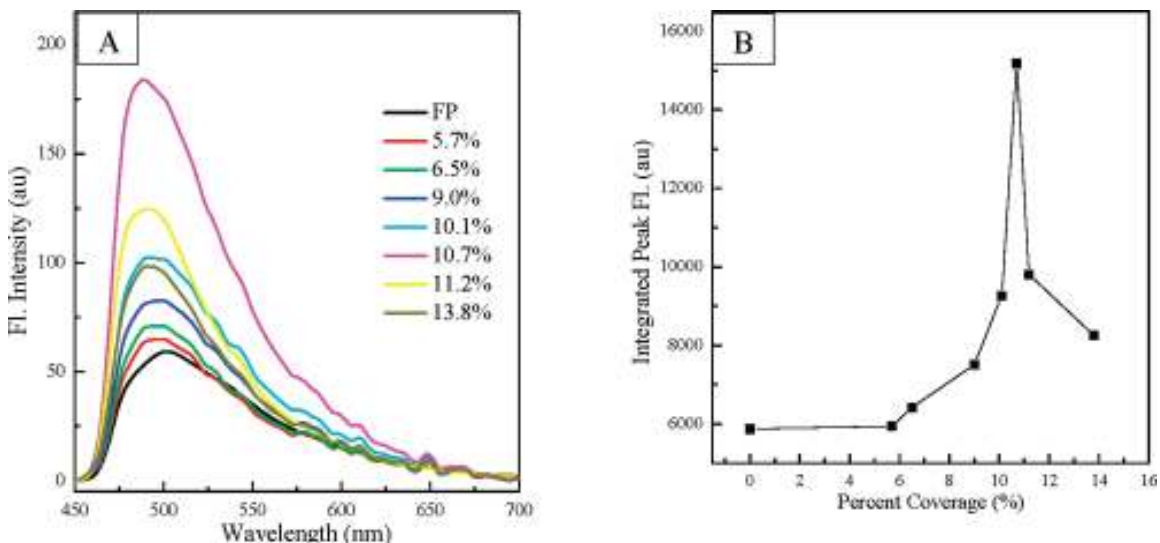 A
200
150
100
50
0
Fl. Intensity (au)
450 500 550 600 650 700
Wavelength (nm)
FP
5.7%
6.5%
9.0%
10.1%
10.7%
11.2%
13.8%
B
16000
14000
12000
10000
8000
6000
Integrated Peak Fl. (au)
0 2 4 6 8 10 12 14 16
Percent Coverage (%)